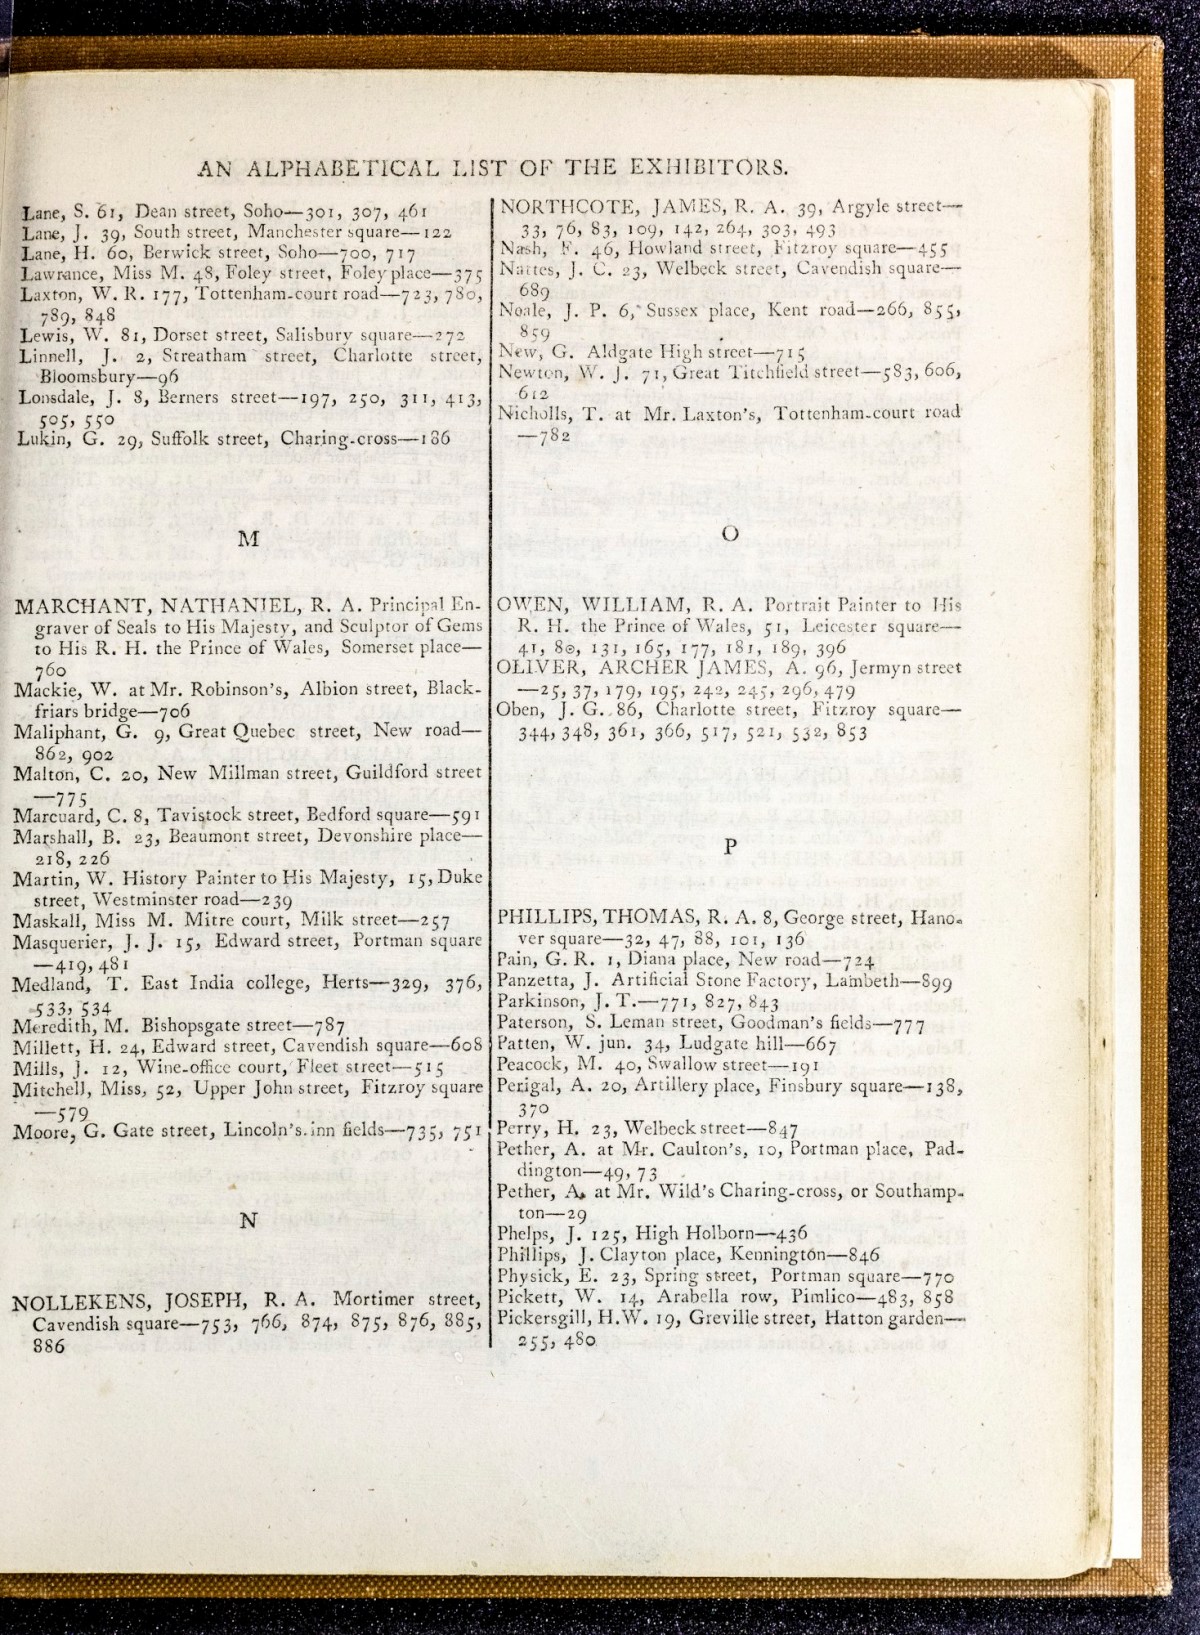 AN ALPHABETICAL LIST OF THE EXHIBITORS.
Lane, S. 61, Dean street, Soho—301, 307, 461
Lane, J. 39, South street, Manchester square—122
Lane, H. 60, Berwick street, Soho—700, 717
Lawrance, Miss M. 48, Foley street, Foley place—375
Laxton, W. R. 177, Tottenham-court road—723, 780,
789, 848
Lewis, W. 81, Dorset street, Salisbury square—272
Linnell, J. 2, Streatham street, Charlotte street,
Bloomsbury—96
Lonsdale, J. 8, Berners street—197, 250, 311, 413,
505, 550
Lukin, G. 29, Suffolk street, Charing-cross—186
M
MARCHANT, NATHANIEL, R. A. Principal En-
graver of Seals to His Majesty, and Sculptor of Gems
to His R. H. the Prince of Wales, Somerset place—
760
Mackie, W. at Mr. Robinson's, Albion street, Black-
friars bridge—706
Maliphant, G. 9, Great Quebec street, New road—
862, 902
Malton, C. 20, New Millman street, Guildford street
—775
Marcuard, C. 8, Tavistock street, Bedford square—591
Marshall, B. 23, Beaumont street, Devonshire place—
218, 226
Martin, W. History Painter to His Majesty, 15, Duke
street, Westminster road—239
Maskall, Miss M. Mitre court, Milk street—257
Masquerier, J. J. 15, Edward street, Portman square
—419, 481
Medland, T. East India college, Herts—329, 376,
533, 534
Meredith, M. Bishopsgate street—787
Millett, H. 24, Edward street, Cavendish square—608
Mills, J. 12, Wine-office court, Fleet street—515
Mitchell, Miss, 52, Upper John street, Fitzroy square
—579
Moore, G. Gate street, Lincoln's-inn fields—735, 751
N
NOLLEKENS, JOSEPH, R. A. Mortimer street,
Cavendish square—753, 766, 874, 875, 876, 885,
886
NORTHCOTE, JAMES, R. A. 39, Argyle street—
33, 76, 83, 109, 142, 264, 303, 493
Nash, F. 46, Howland street, Fitzroy square—455
Nattes, J. C. 23, Welbeck street, Cavendish square—
689
Neale, J. P. 6, Sussex place, Kent road—266, 855,
859
New, G. Aldgate High street—715
Newton, W. J. 71, Great Titchfield street—583, 606,
612
Nicholls, T. at Mr. Laxton's, Tottenham-court road
—782
O
OWEN, WILLIAM, R. A. Portrait Painter to His
R. H. the Prince of Wales, 51, Leicester square—
41, 80, 131, 165, 177, 181, 189, 396
OLIVER, ARCHER JAMES, A. 96, Jermyn street
—25, 37, 179, 195, 242, 245, 296, 479
Oben, J. G. 86, Charlotte street, Fitzroy square—
344, 348, 361, 366, 517, 521, 532, 853
P
PHILLIPS, THOMAS, R. A. 8, George street, Hano-
ver square—32, 47, 88, 101, 136
Pain, G. R. 1, Diana place, New road—724
Panzetta, J. Artificial Stone Factory, Lambeth—899
Parkinson, J. T.—771, 827, 843
Paterson, S. Leman street, Goodman's fields—777
Patten, W. jun. 34, Ludgate hill—667
Peacock, M. 40, Swallow street—191
Perigal, A. 20, Artillery place, Finsbury square—138,
370
Perry, H. 23, Welbeck street—847
Pether, A. at Mr. Caulton's, 10, Portman place, Pad-
dington—49, 73
Pether, A. at Mr. Wild's Charing-cross, or Southamp-
ton—29
Phelps, J. 125, High Holborn—436
Phillips, J. Clayton place, Kennington—846
Physick, E. 23, Spring street, Portman square—770
Pickett, W. 14, Arabella row, Pimlico—483, 858
Pickersgill, H. W. 19, Greville street, Hatton garden—
255, 480